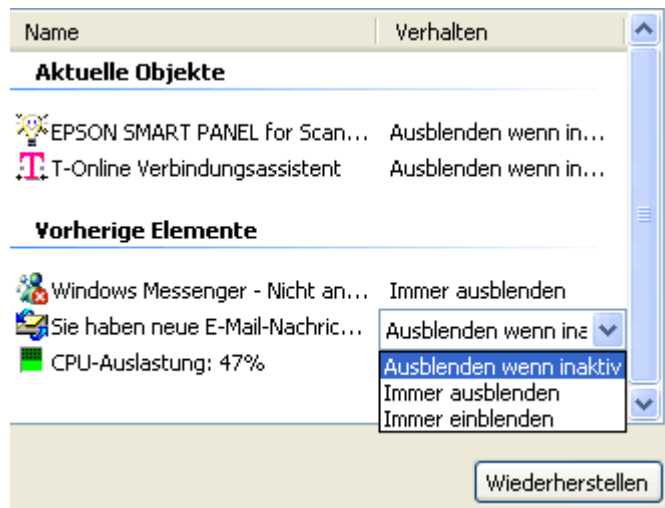 Name Verhalten
Aktuelle Objekte
EPSON SMART PANEL for Scan... Ausblenden wenn in...
T-Online Verbindungsassistent Ausblenden wenn in...
Vorherige Elemente
Windows Messenger - Nicht an... Immer ausblenden
Sie haben neue E-Mail-Nachric... Ausblenden wenn ina
CPU-Auslastung: 47% Ausblenden wenn inaktiv
Immer ausblenden
Immer einblenden
Wiederherstellen